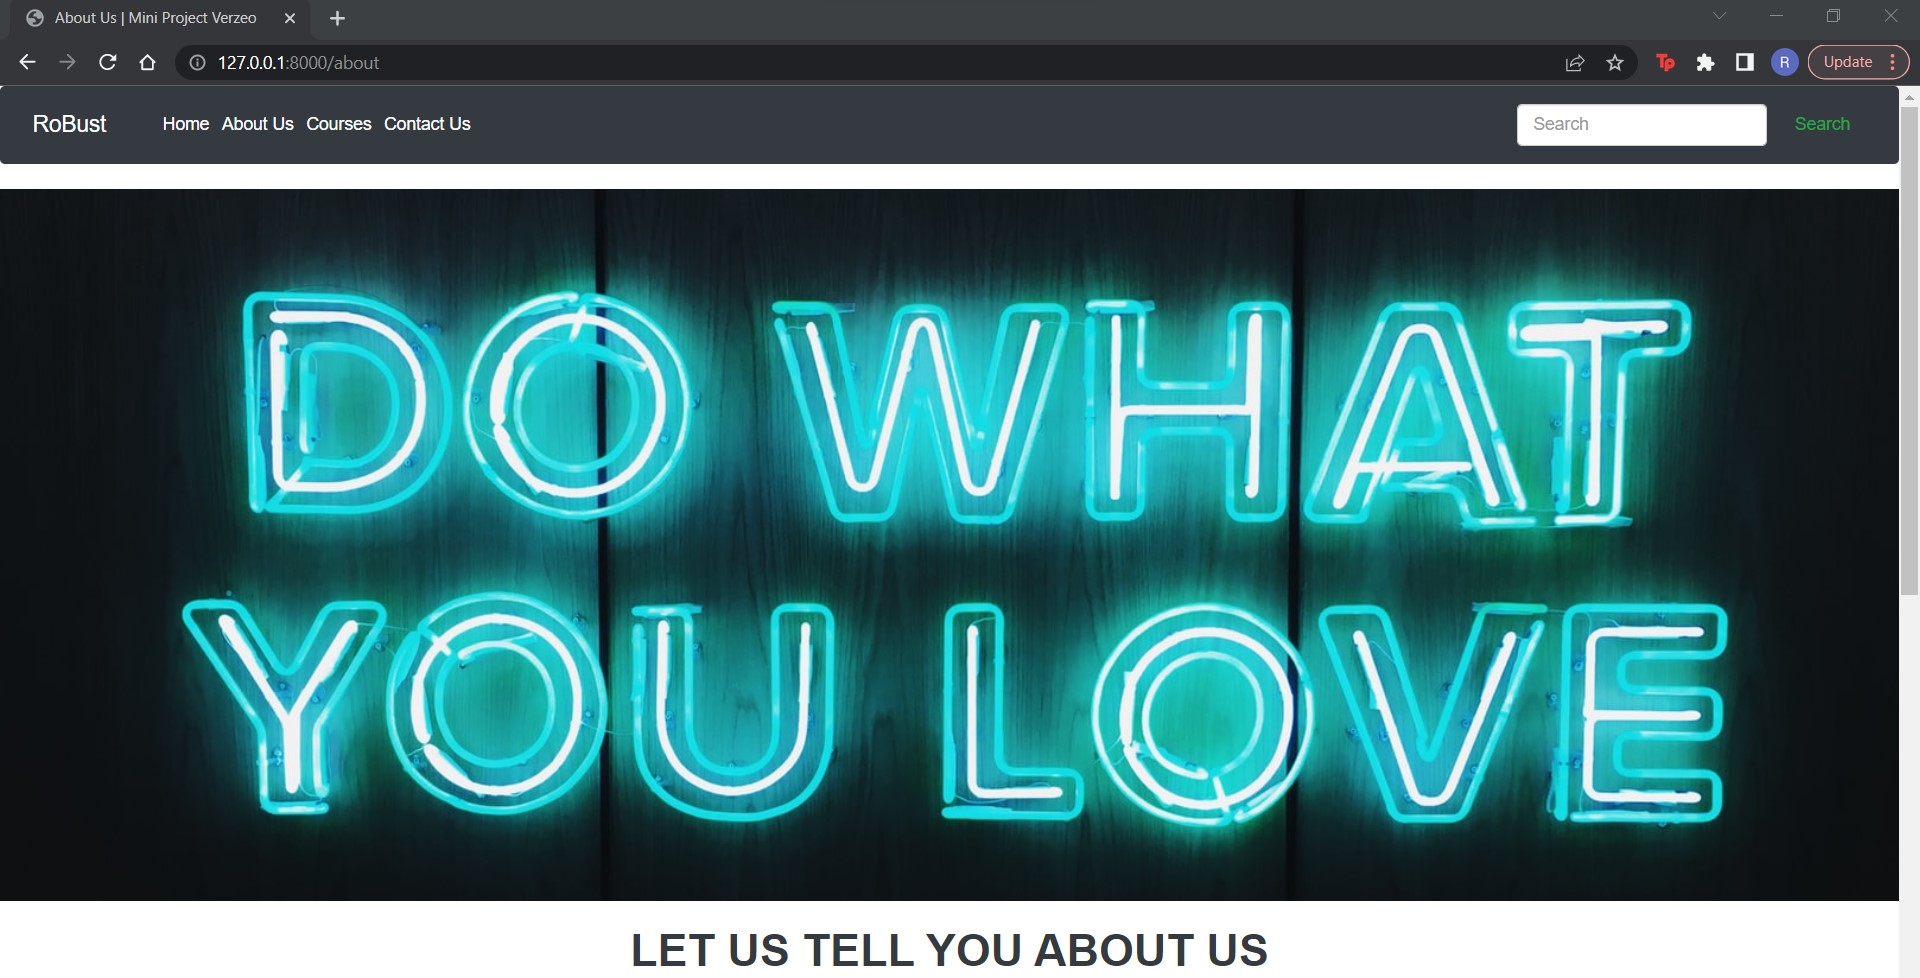 About Us | Mini Project Verzeo
127.0.0.1:8000/about
Tp
R
Update
RoBust
Home About Us Courses Contact Us
Search
Search
DO WHAT
YOU LOVE
LET US TELL YOU ABOUT US